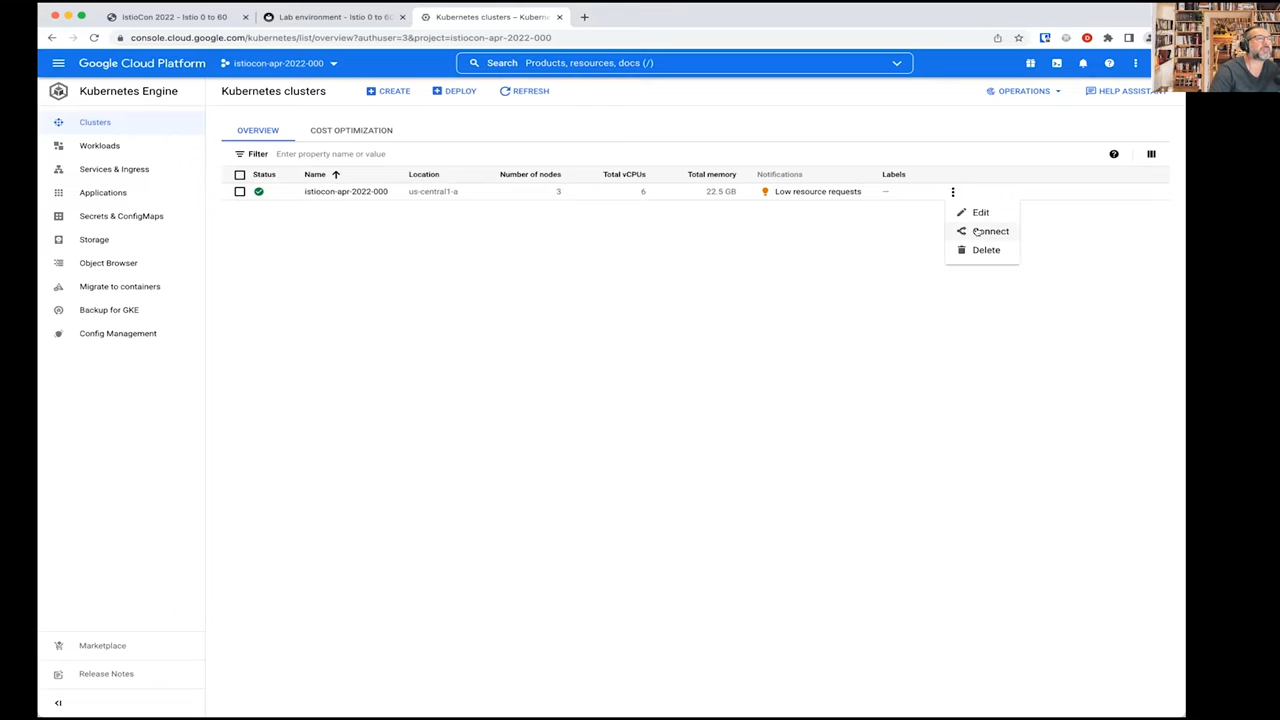 IstioCon 2022 - Istio 0 to 60
Lab environment - Istio 0 to 60
Kubernetes clusters – Kubern
console.cloud.google.com/kubernetes/list/overview?authuser=3&project=istiocon-apr-2022-000
Google Cloud Platform
istiocon-apr-2022-000
Search Products, resources, docs (/)
Kubernetes Engine
Kubernetes clusters
CREATE
DEPLOY
REFRESH
OPERATIONS
HELP ASSISTANT
Clusters
Workloads
Services & Ingress
Applications
Secrets & ConfigMaps
Storage
Object Browser
Migrate to containers
Backup for GKE
Config Management
OVERVIEW
COST OPTIMIZATION
Filter Enter property name or value
Status Name Location Number of nodes Total vCPUs Total memory Notifications Labels
istiocon-apr-2022-000 us-central1-a 3 6 22.5 GB Low resource requests —
Edit
Connect
Delete
Marketplace
Release Notes